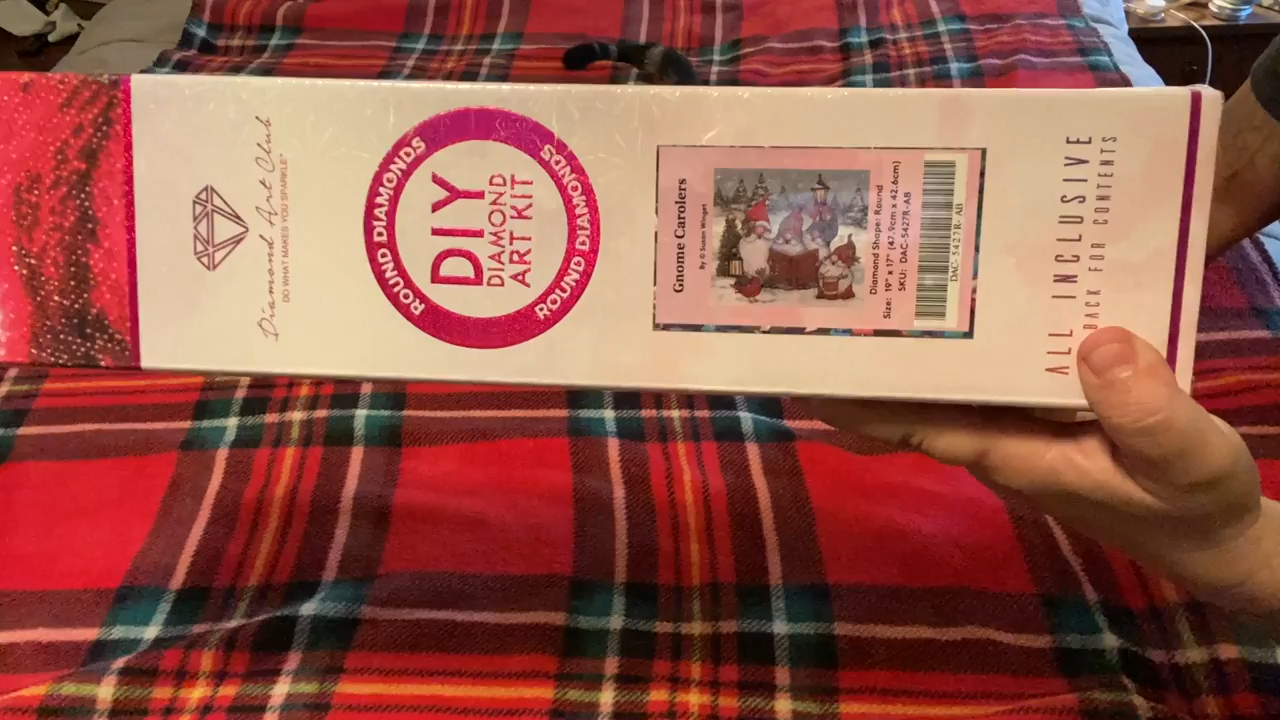 Diamond Art Club
DO WHAT MAKES YOU SPARKLE™
ROUND DIAMONDS
ROUND DIAMONDS
DIY
DIAMOND
ART KIT
Gnome Carolers
By © Susan Winget
Diamond Shape: Round
Size: 19" x 17" (47.9cm x 42.6cm)
SKU: DAC-5427R-AB
DAC-5427R-AB
ALL INCLUSIVE
BACK FOR CONTENTS